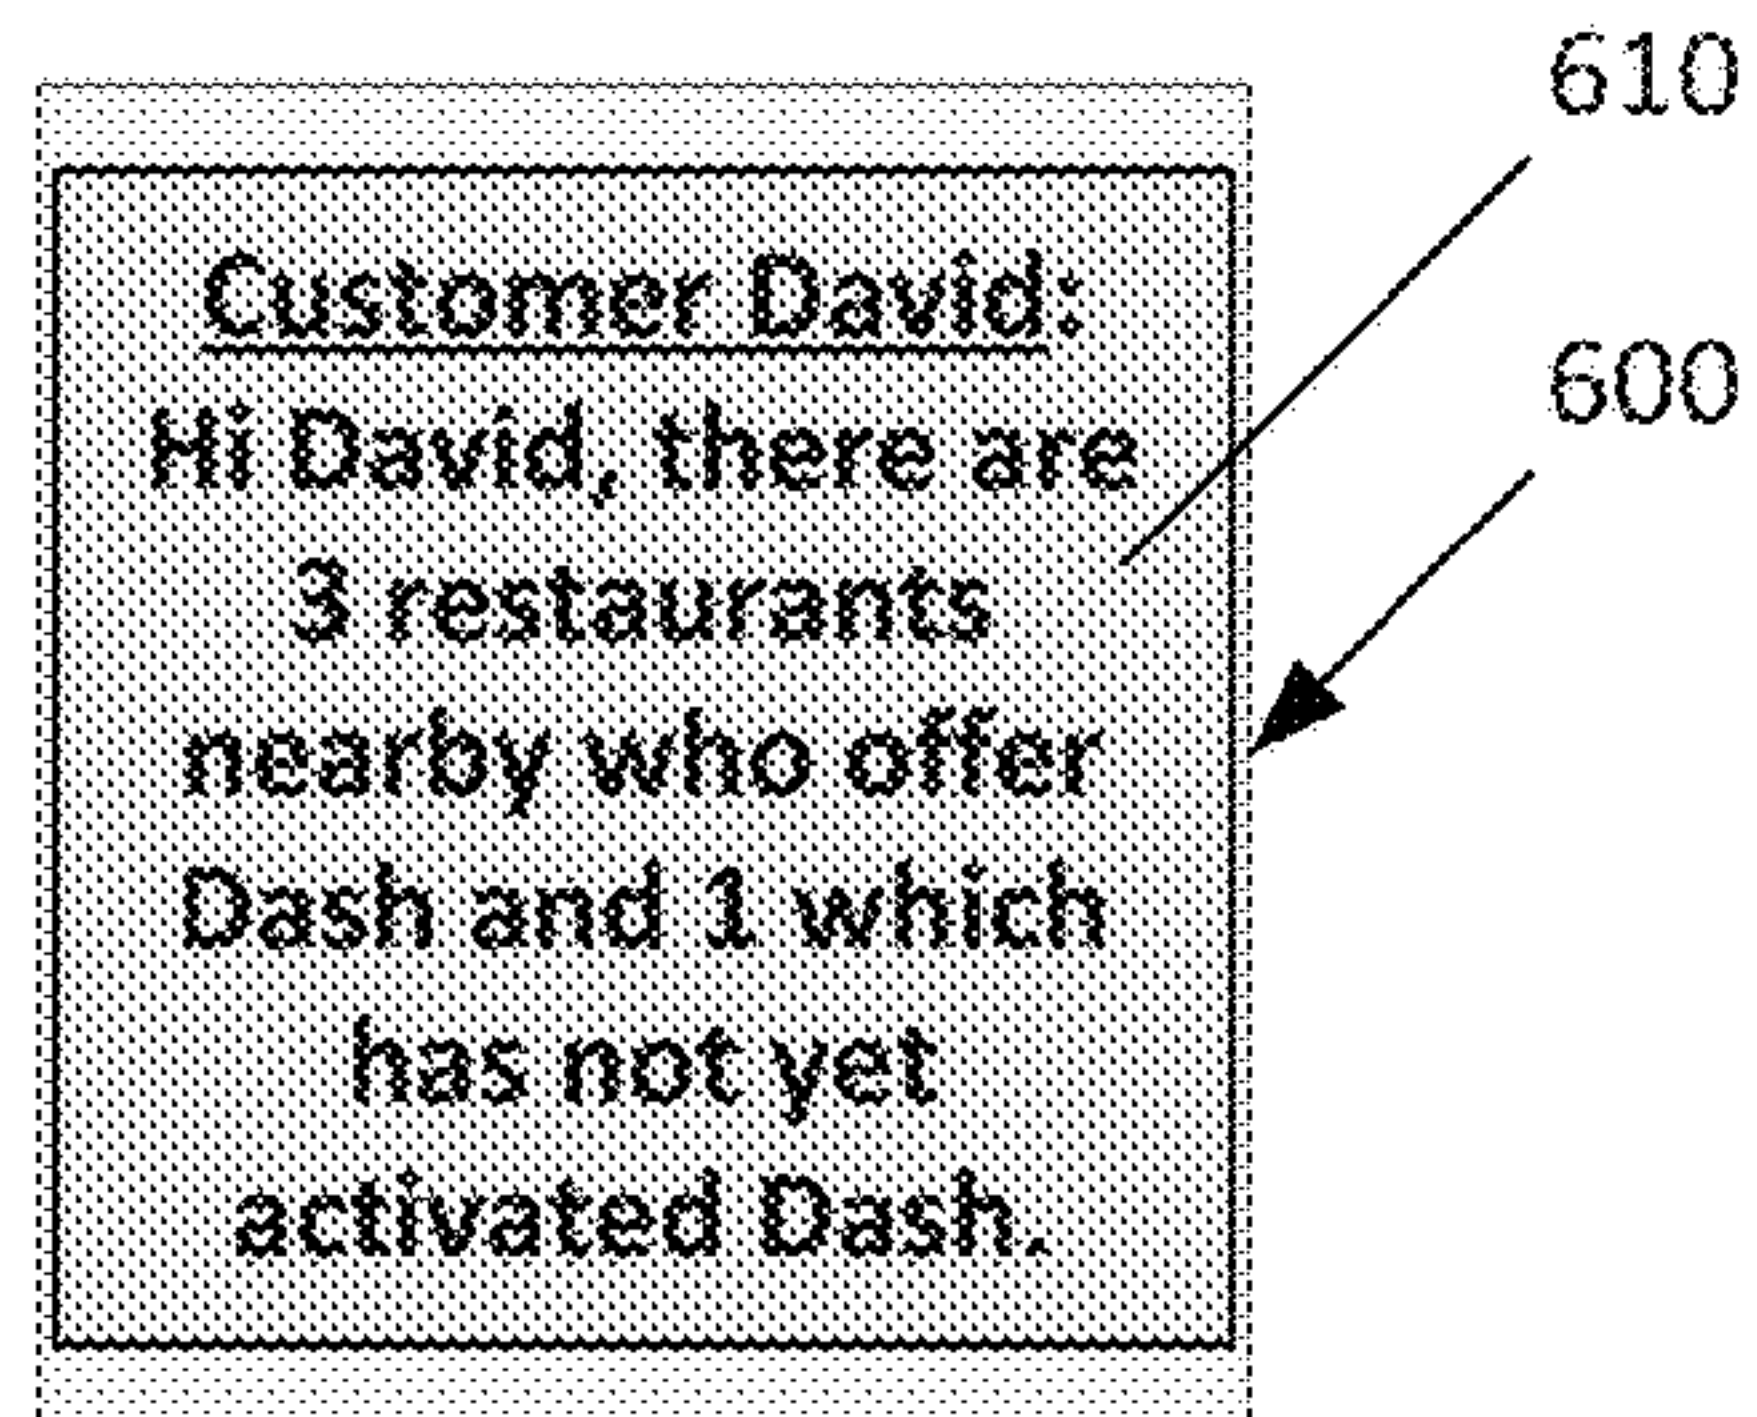 610
600
Customer David:
Hi David, there are
3 restaurants
nearby who offer
Dash and 1 which
has not yet
activated Dash.